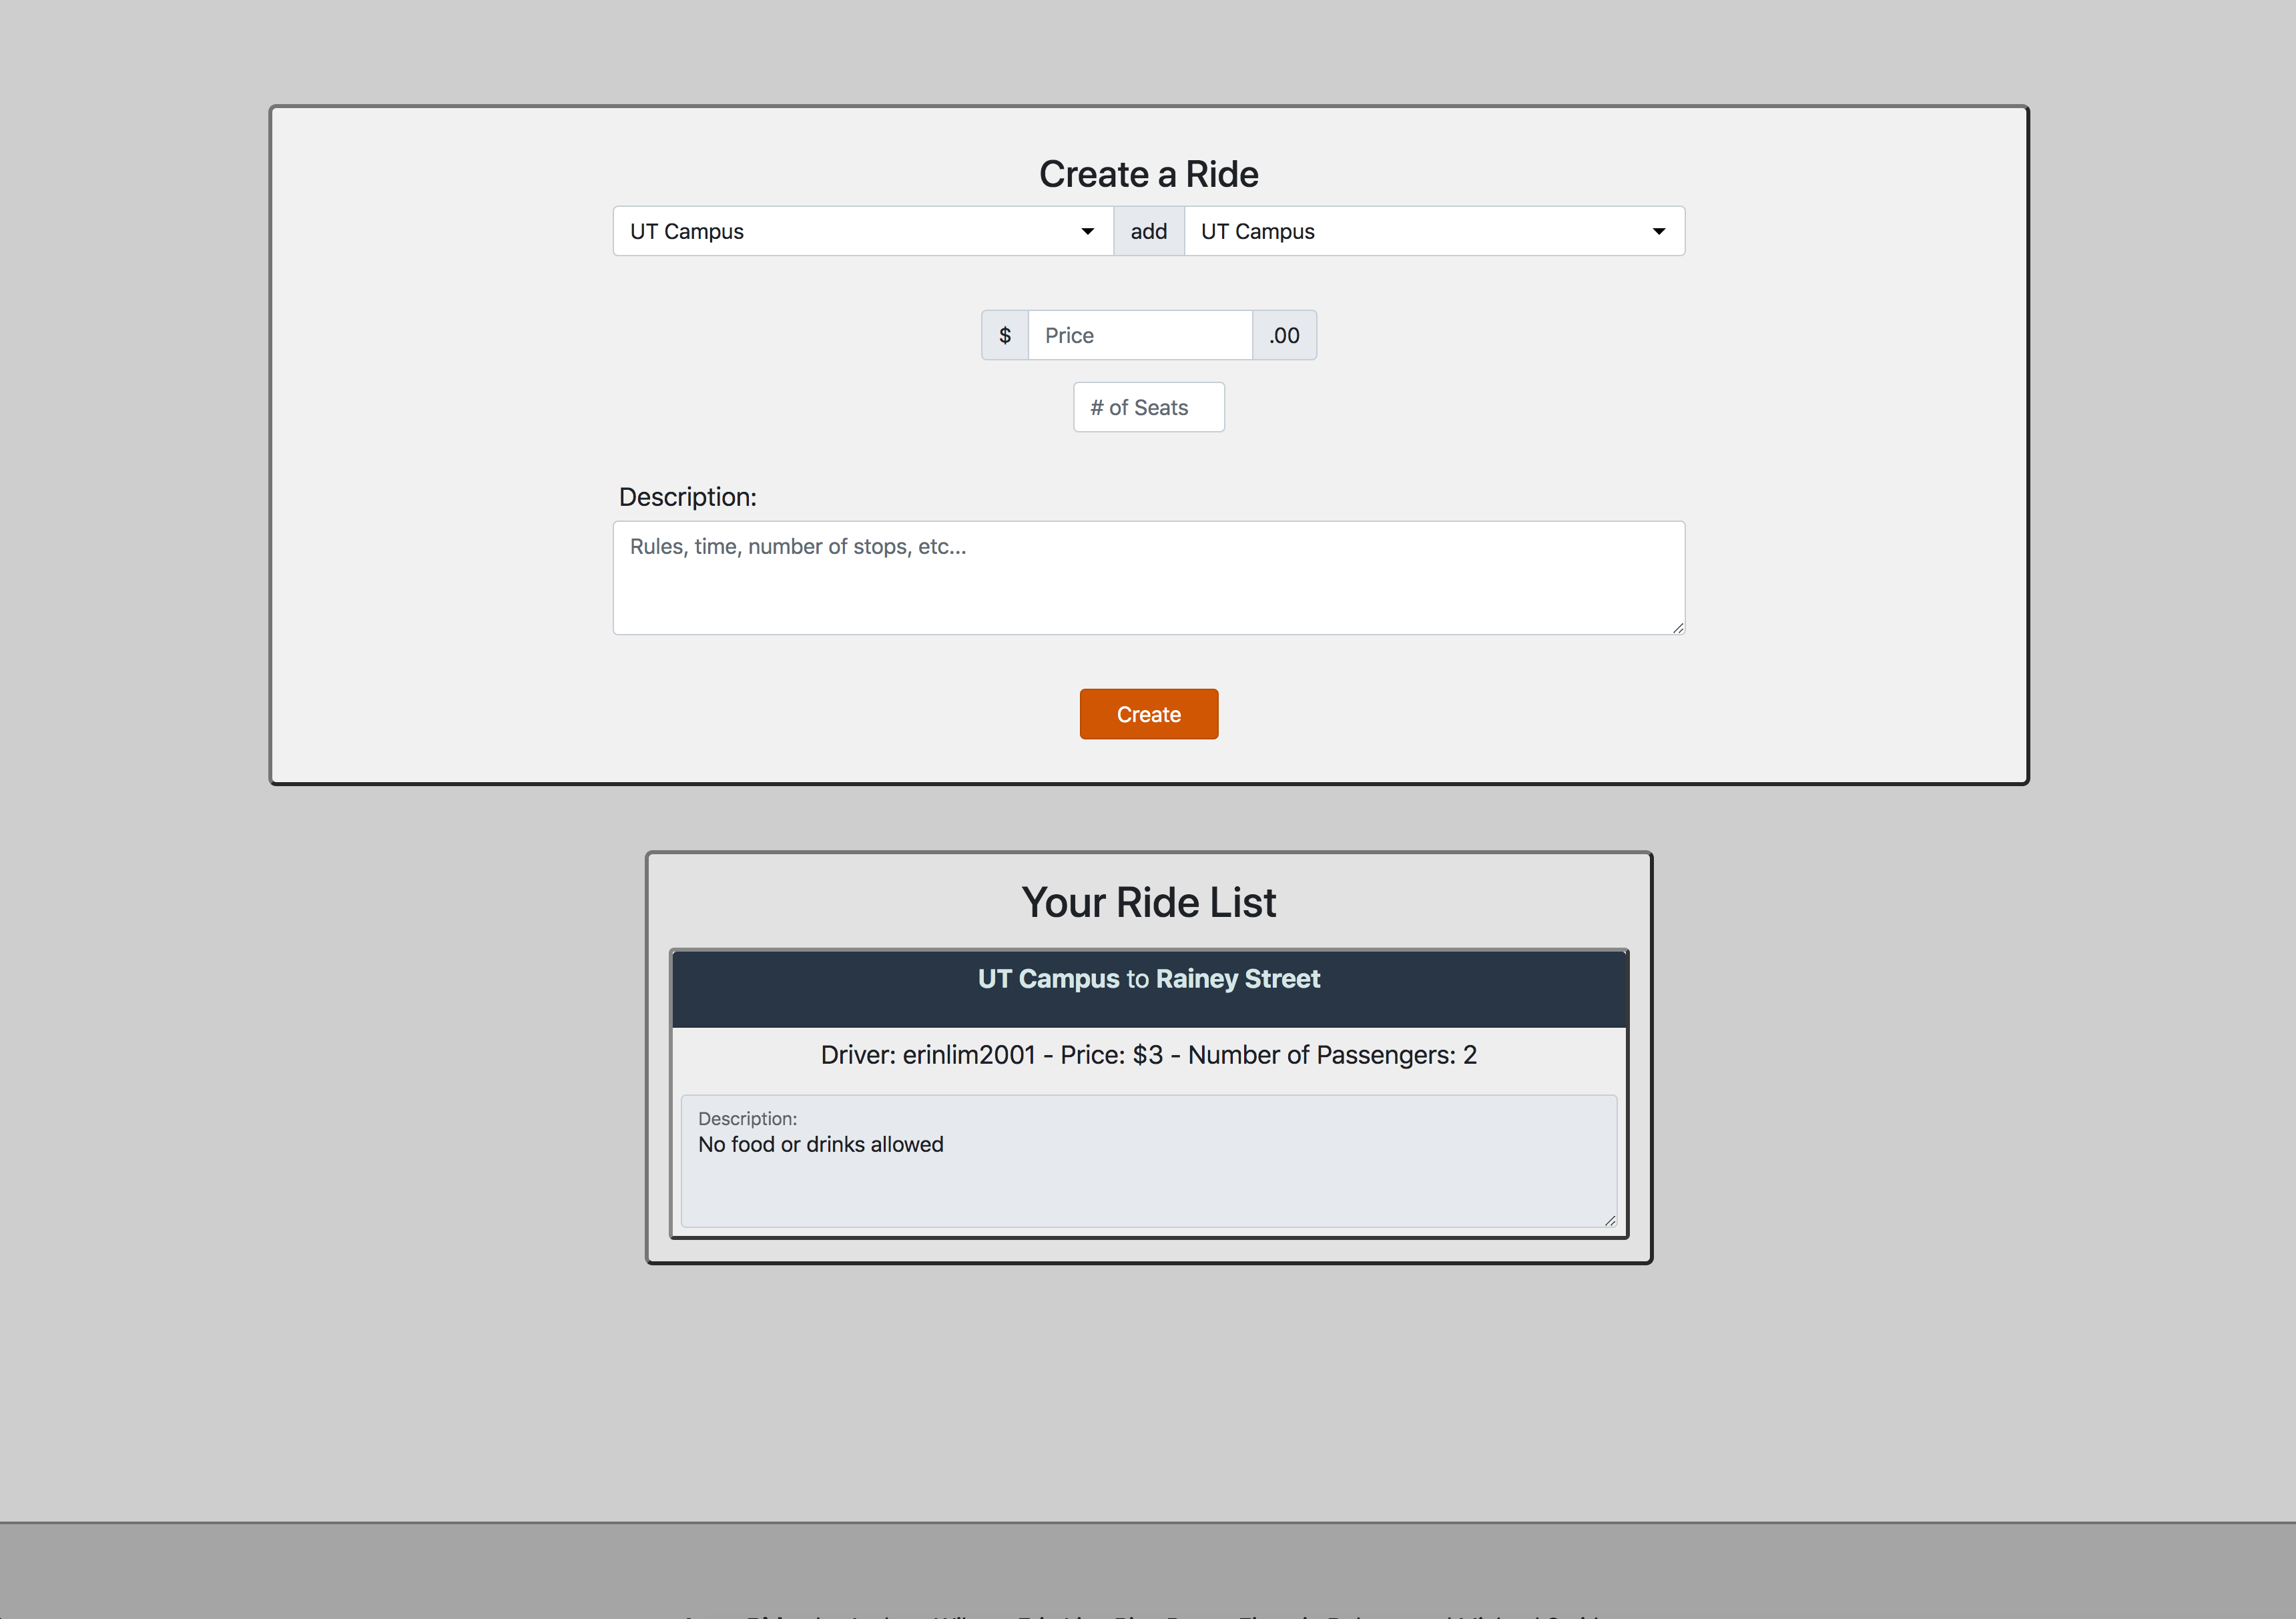 Create a Ride
UT Campus add UT Campus
$ Price .00
# of Seats
Description:
Rules, time, number of stops, etc...
Create
Your Ride List
UT Campus to Rainey Street
Driver: erinlim2001 - Price: $3 - Number of Passengers: 2
Description:
No food or drinks allowed